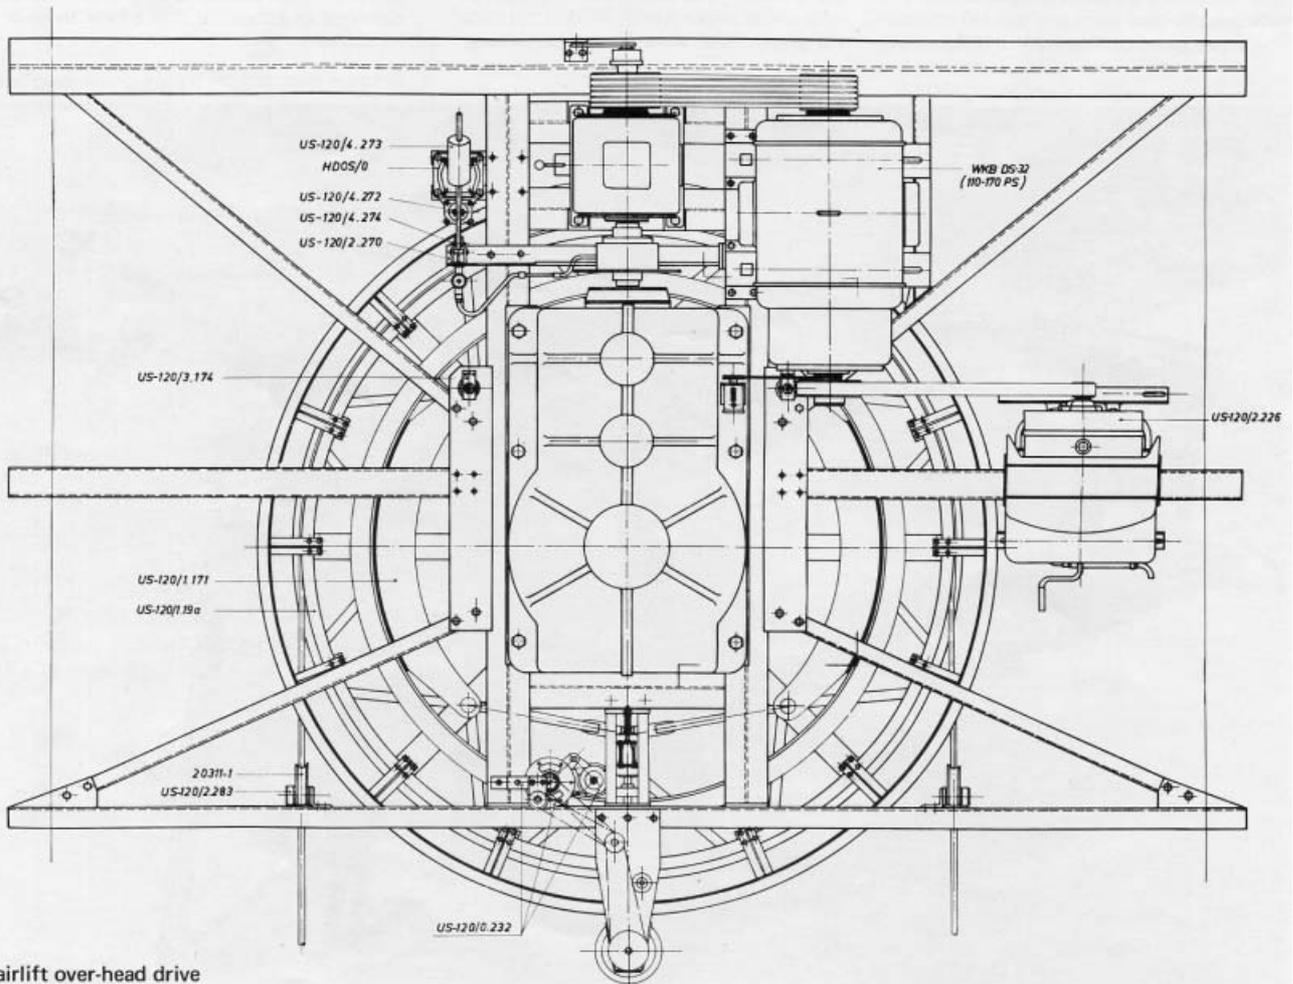 US-120/4.273
HDOS/0
US-120/4.272
US-120/4.274
US-120/2.270
WKB DS-32
(110-170 PS)
US-120/3.174
US-120/2.226
US-120/1.171
US-120/1.19a
20311-1
US-120/2.283
US-120/0.232
airlift over-head drive